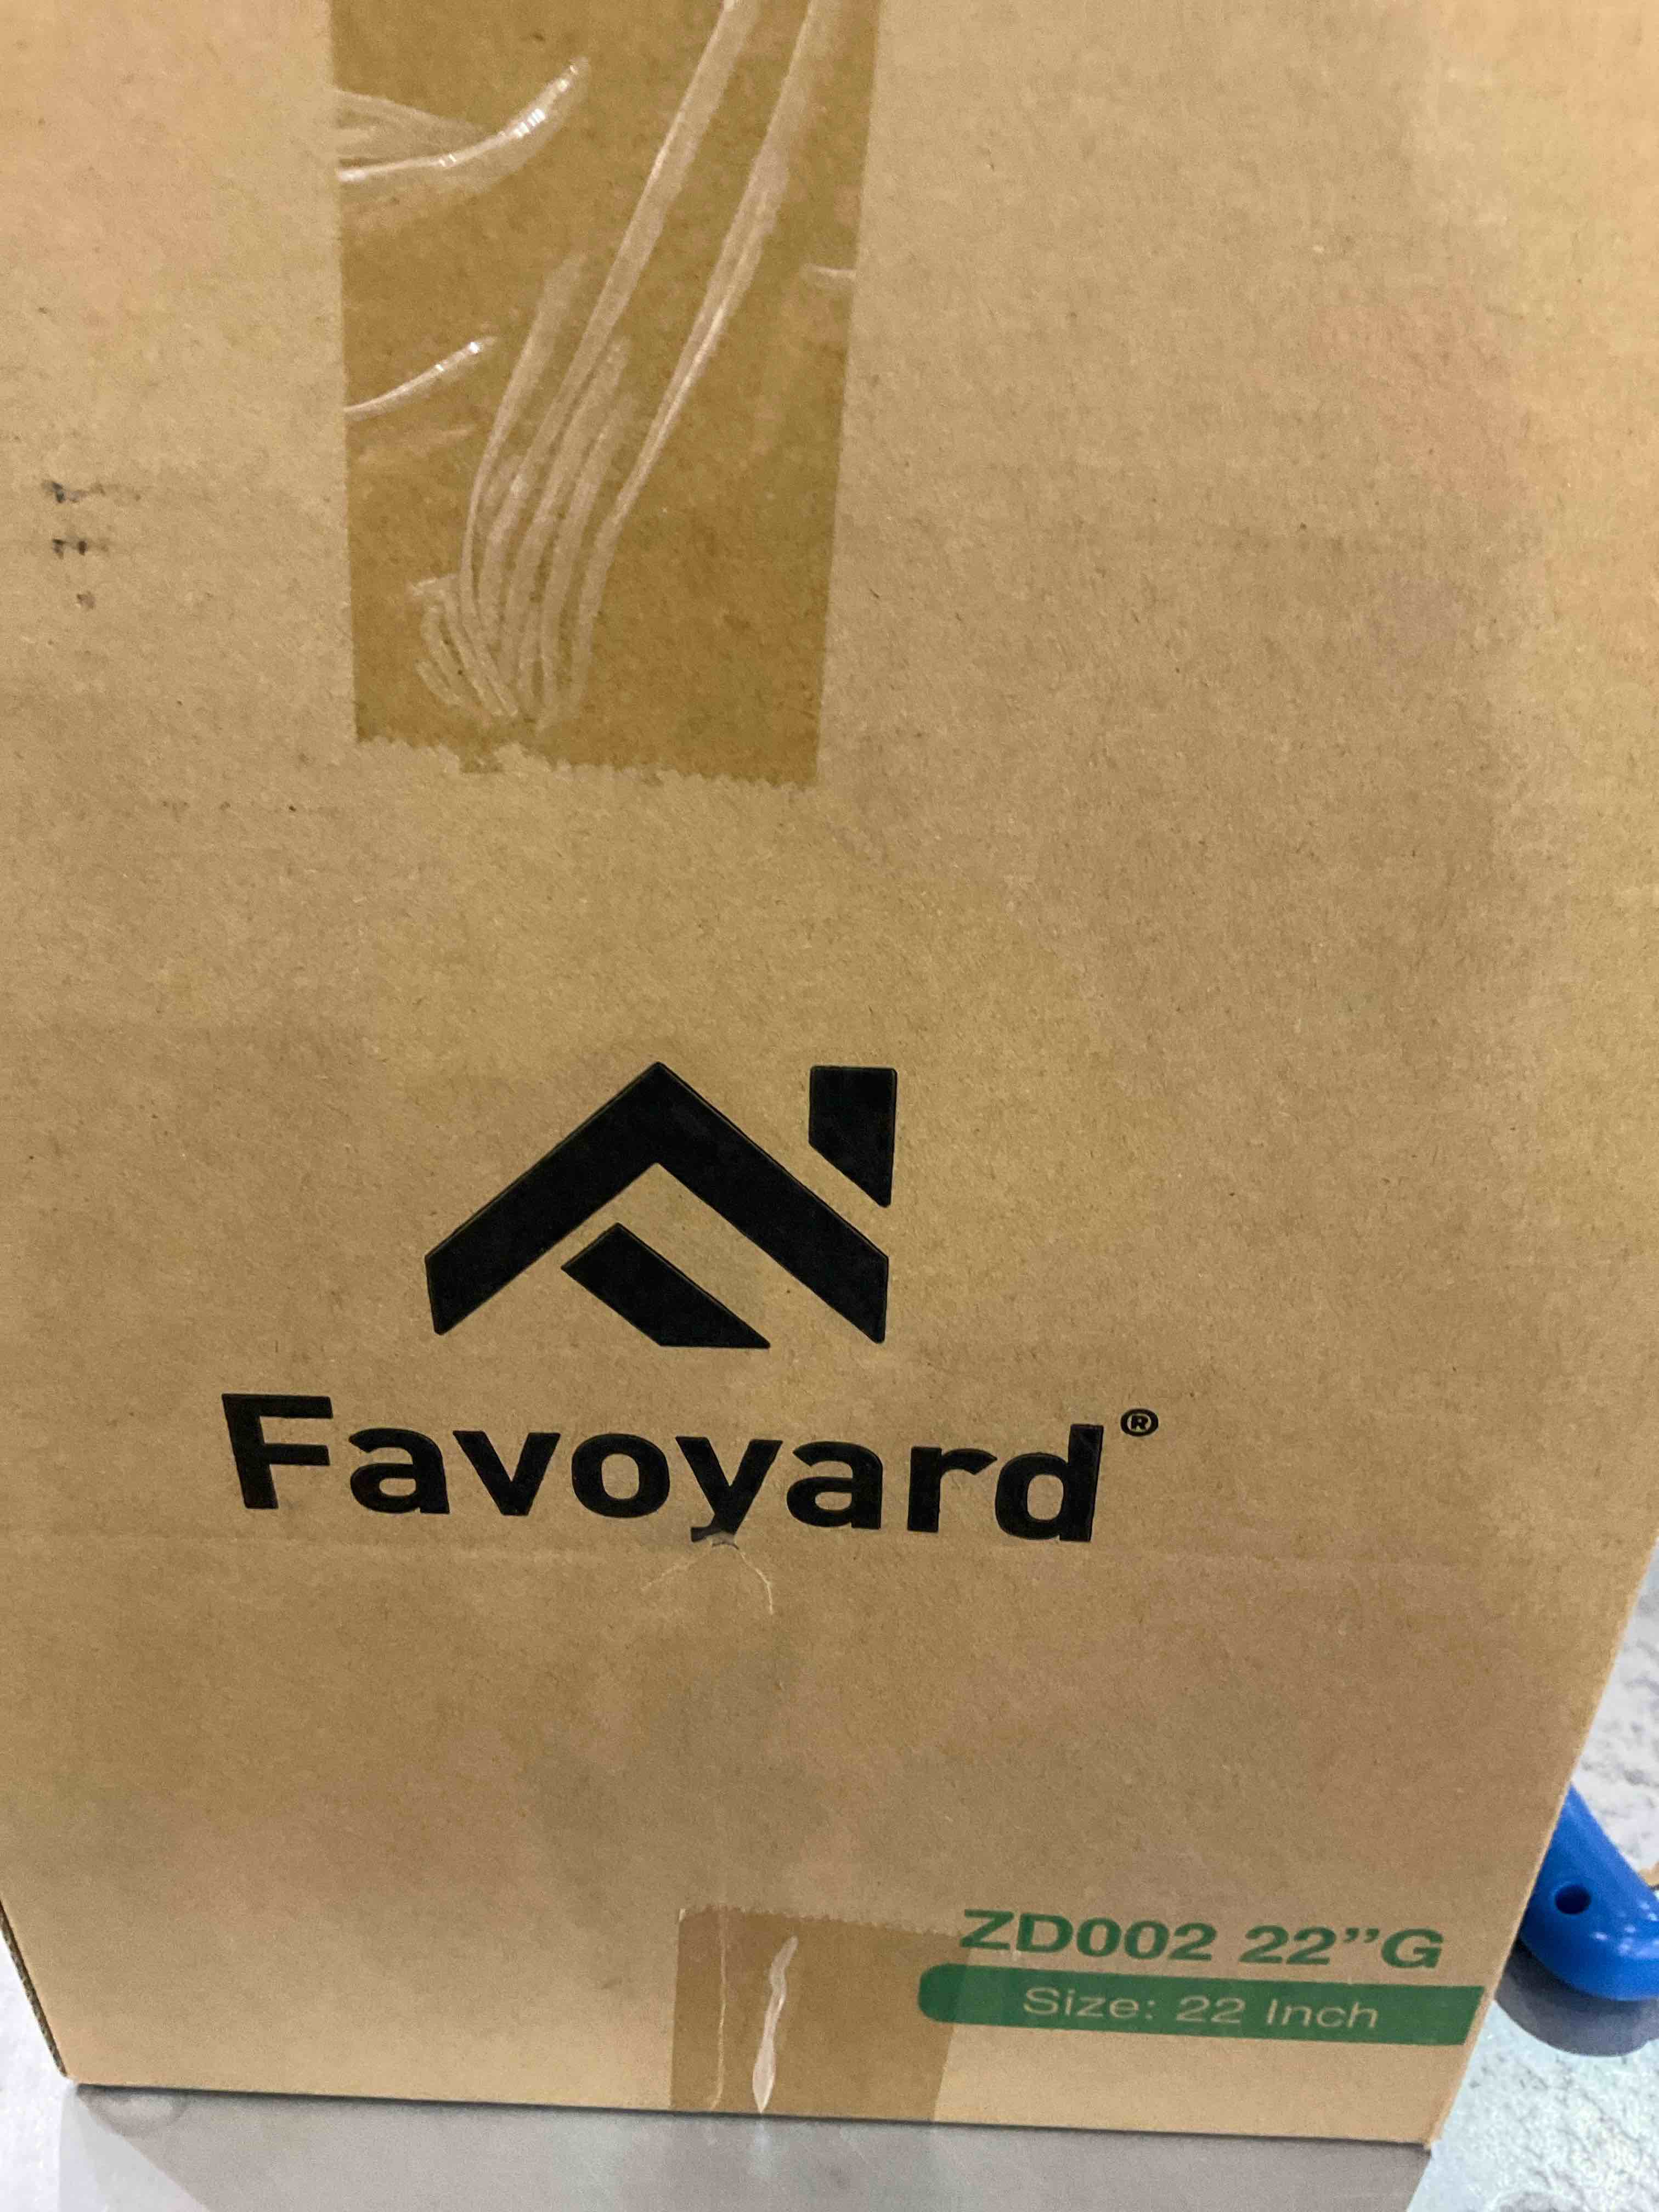 Favoyard®
ZD002 22”G
Size: 22 Inch